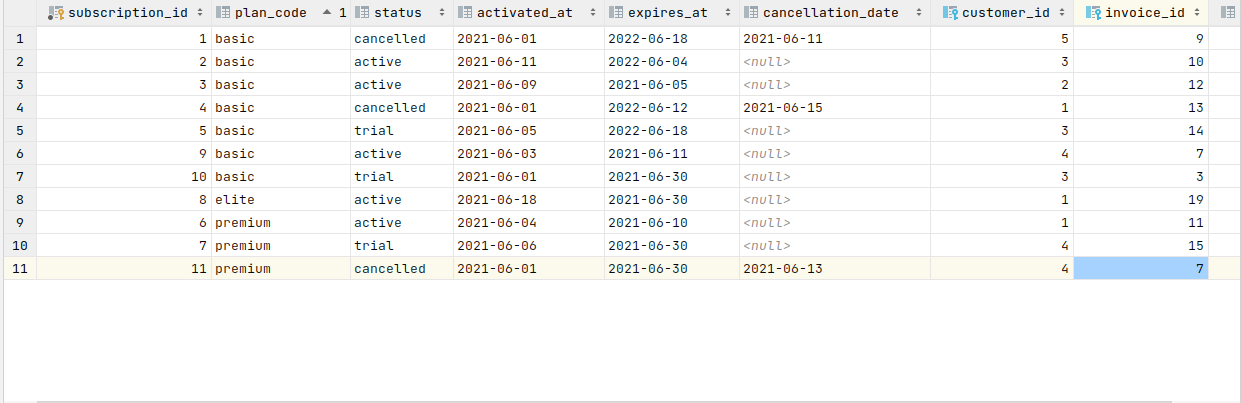 subscription_id plan_code 1 status activated_at expires_at cancellation_date customer_id invoice_id
1 1 basic cancelled 2021-06-01 2022-06-18 2021-06-11 5 9
2 2 basic active 2021-06-11 2022-06-04 <null> 3 10
3 3 basic active 2021-06-09 2021-06-05 <null> 2 12
4 4 basic cancelled 2021-06-01 2022-06-12 2021-06-15 1 13
5 5 basic trial 2021-06-05 2022-06-18 <null> 3 14
6 9 basic active 2021-06-03 2021-06-11 <null> 4 7
7 10 basic trial 2021-06-01 2021-06-30 <null> 3 3
8 8 elite active 2021-06-18 2021-06-30 <null> 1 19
9 6 premium active 2021-06-04 2021-06-10 <null> 1 11
10 7 premium trial 2021-06-06 2021-06-30 <null> 4 15
11 11 premium cancelled 2021-06-01 2021-06-30 2021-06-13 4 7